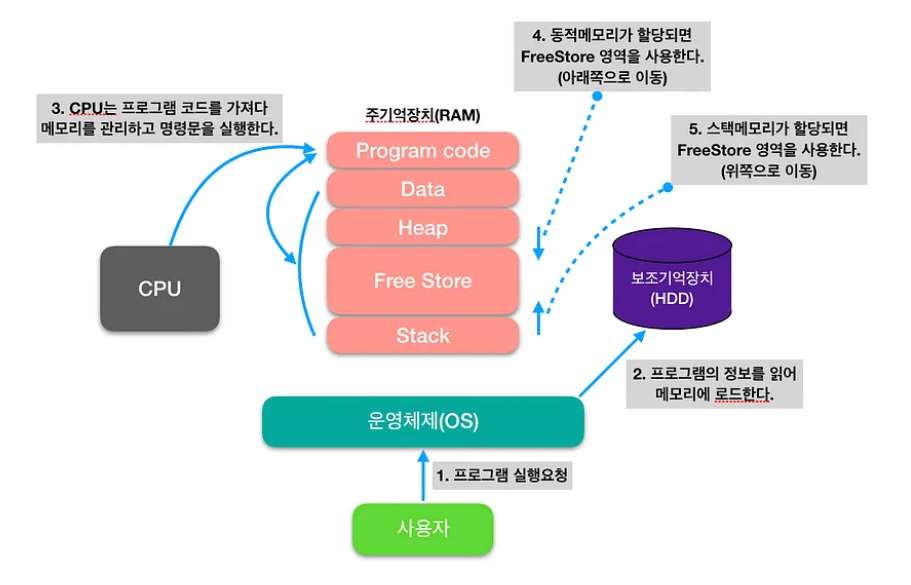 4. 동적메모리가 할당되면
FreeStore 영역을 사용한다.
(아래쪽으로 이동)
3. CPU는 프로그램 코드를 가져다
메모리를 관리하고 명령문을 실행한다.
주기억장치(RAM)
5. 스택메모리가 할당되면
FreeStore 영역을 사용한다.
(위쪽으로 이동)
Program code
Data
Heap
Free Store
Stack
CPU
보조기억장치
(HDD)
2. 프로그램의 정보를 읽어
메모리에 로드한다.
운영체제(OS)
1. 프로그램 실행요청
사용자